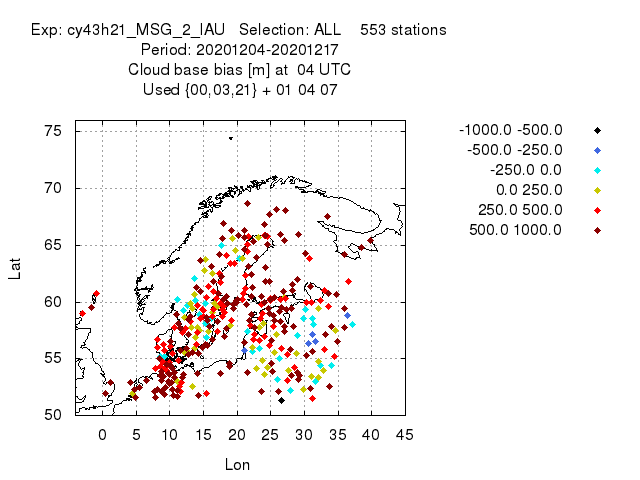 Exp: cy43h21_MSG_2_IAU Selection: ALL 553 stations
Period: 20201204-20201217
Cloud base bias [m] at 04 UTC
Used {00,03,21} + 01 04 07
-1000.0 -500.0
-500.0 -250.0
-250.0 0.0
0.0 250.0
250.0 500.0
500.0 1000.0
75
70
65
60
55
50
Lat
0 5 10 15 20 25 30 35 40 45
Lon